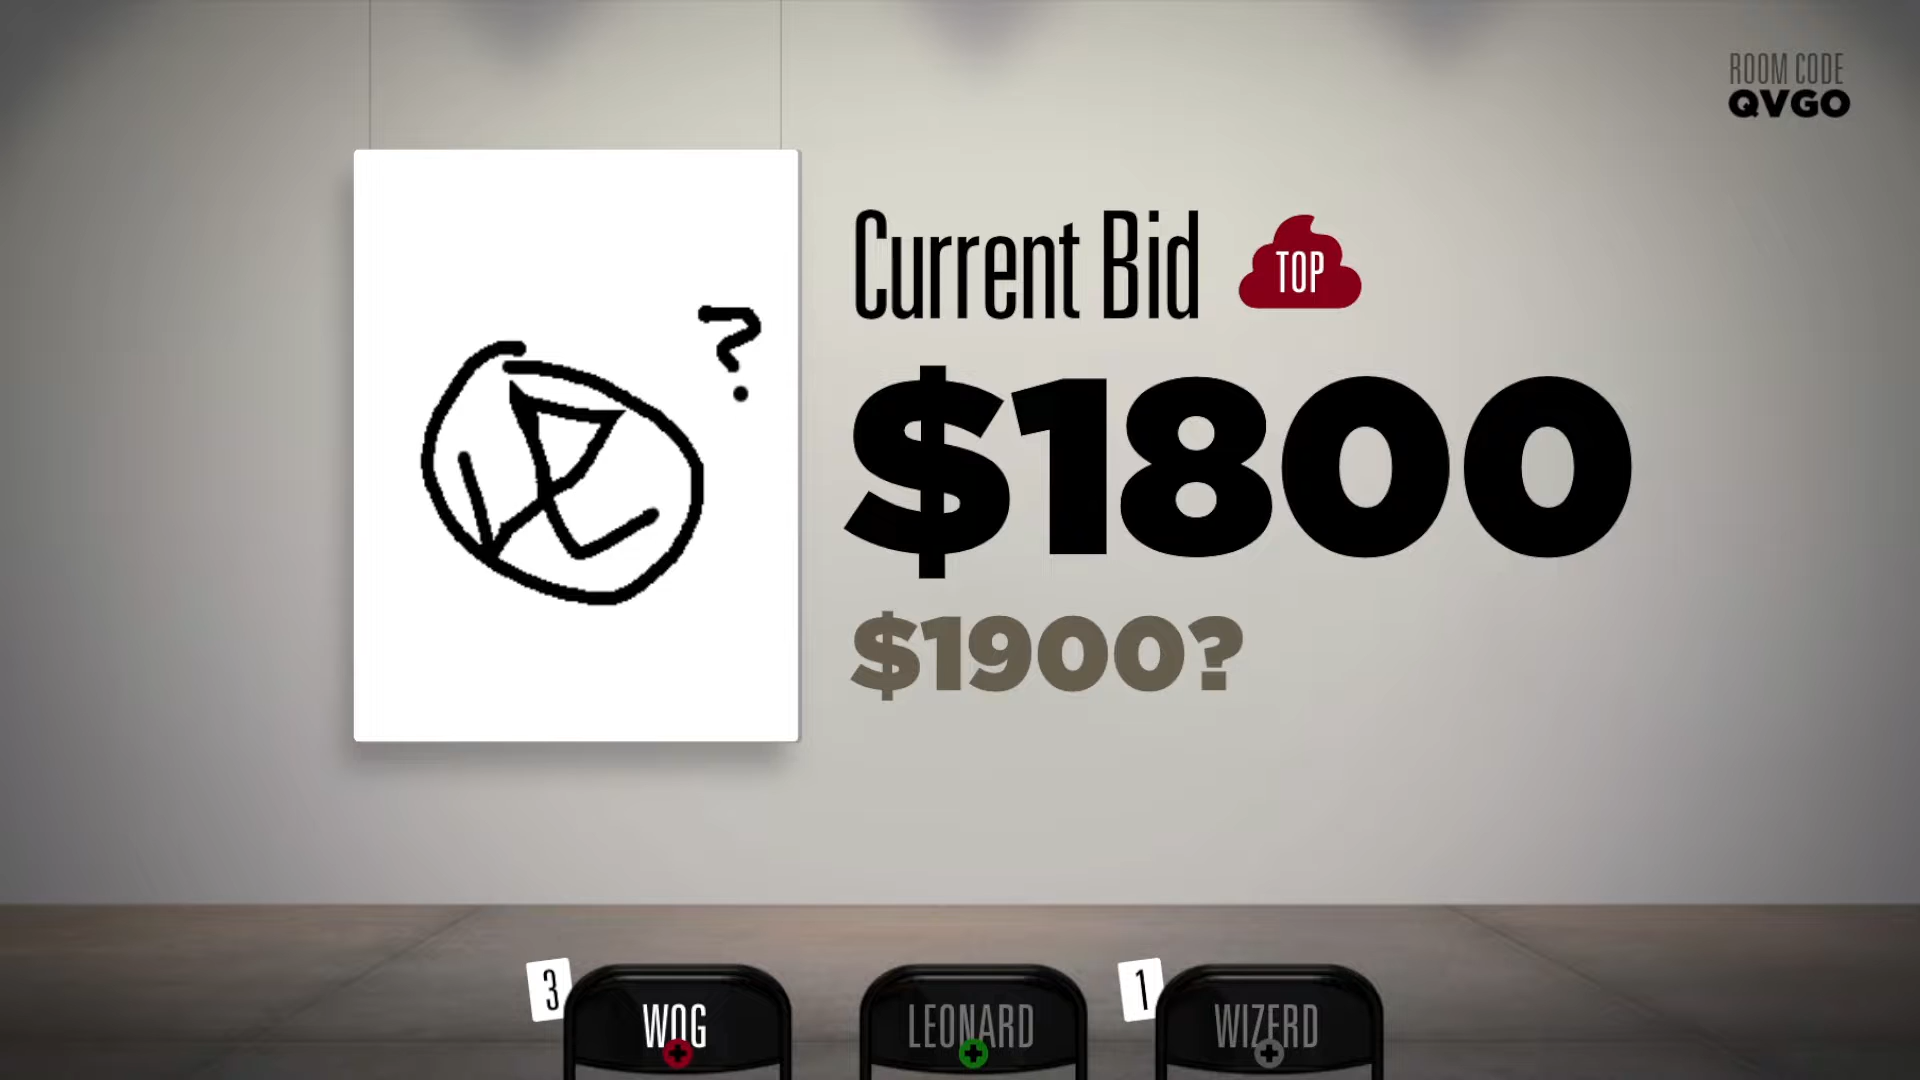 ROOM CODE
QVGO
?
Current Bid
TOP
$1800
$1900?
3
WOG
LEONARD
1
WIZERD